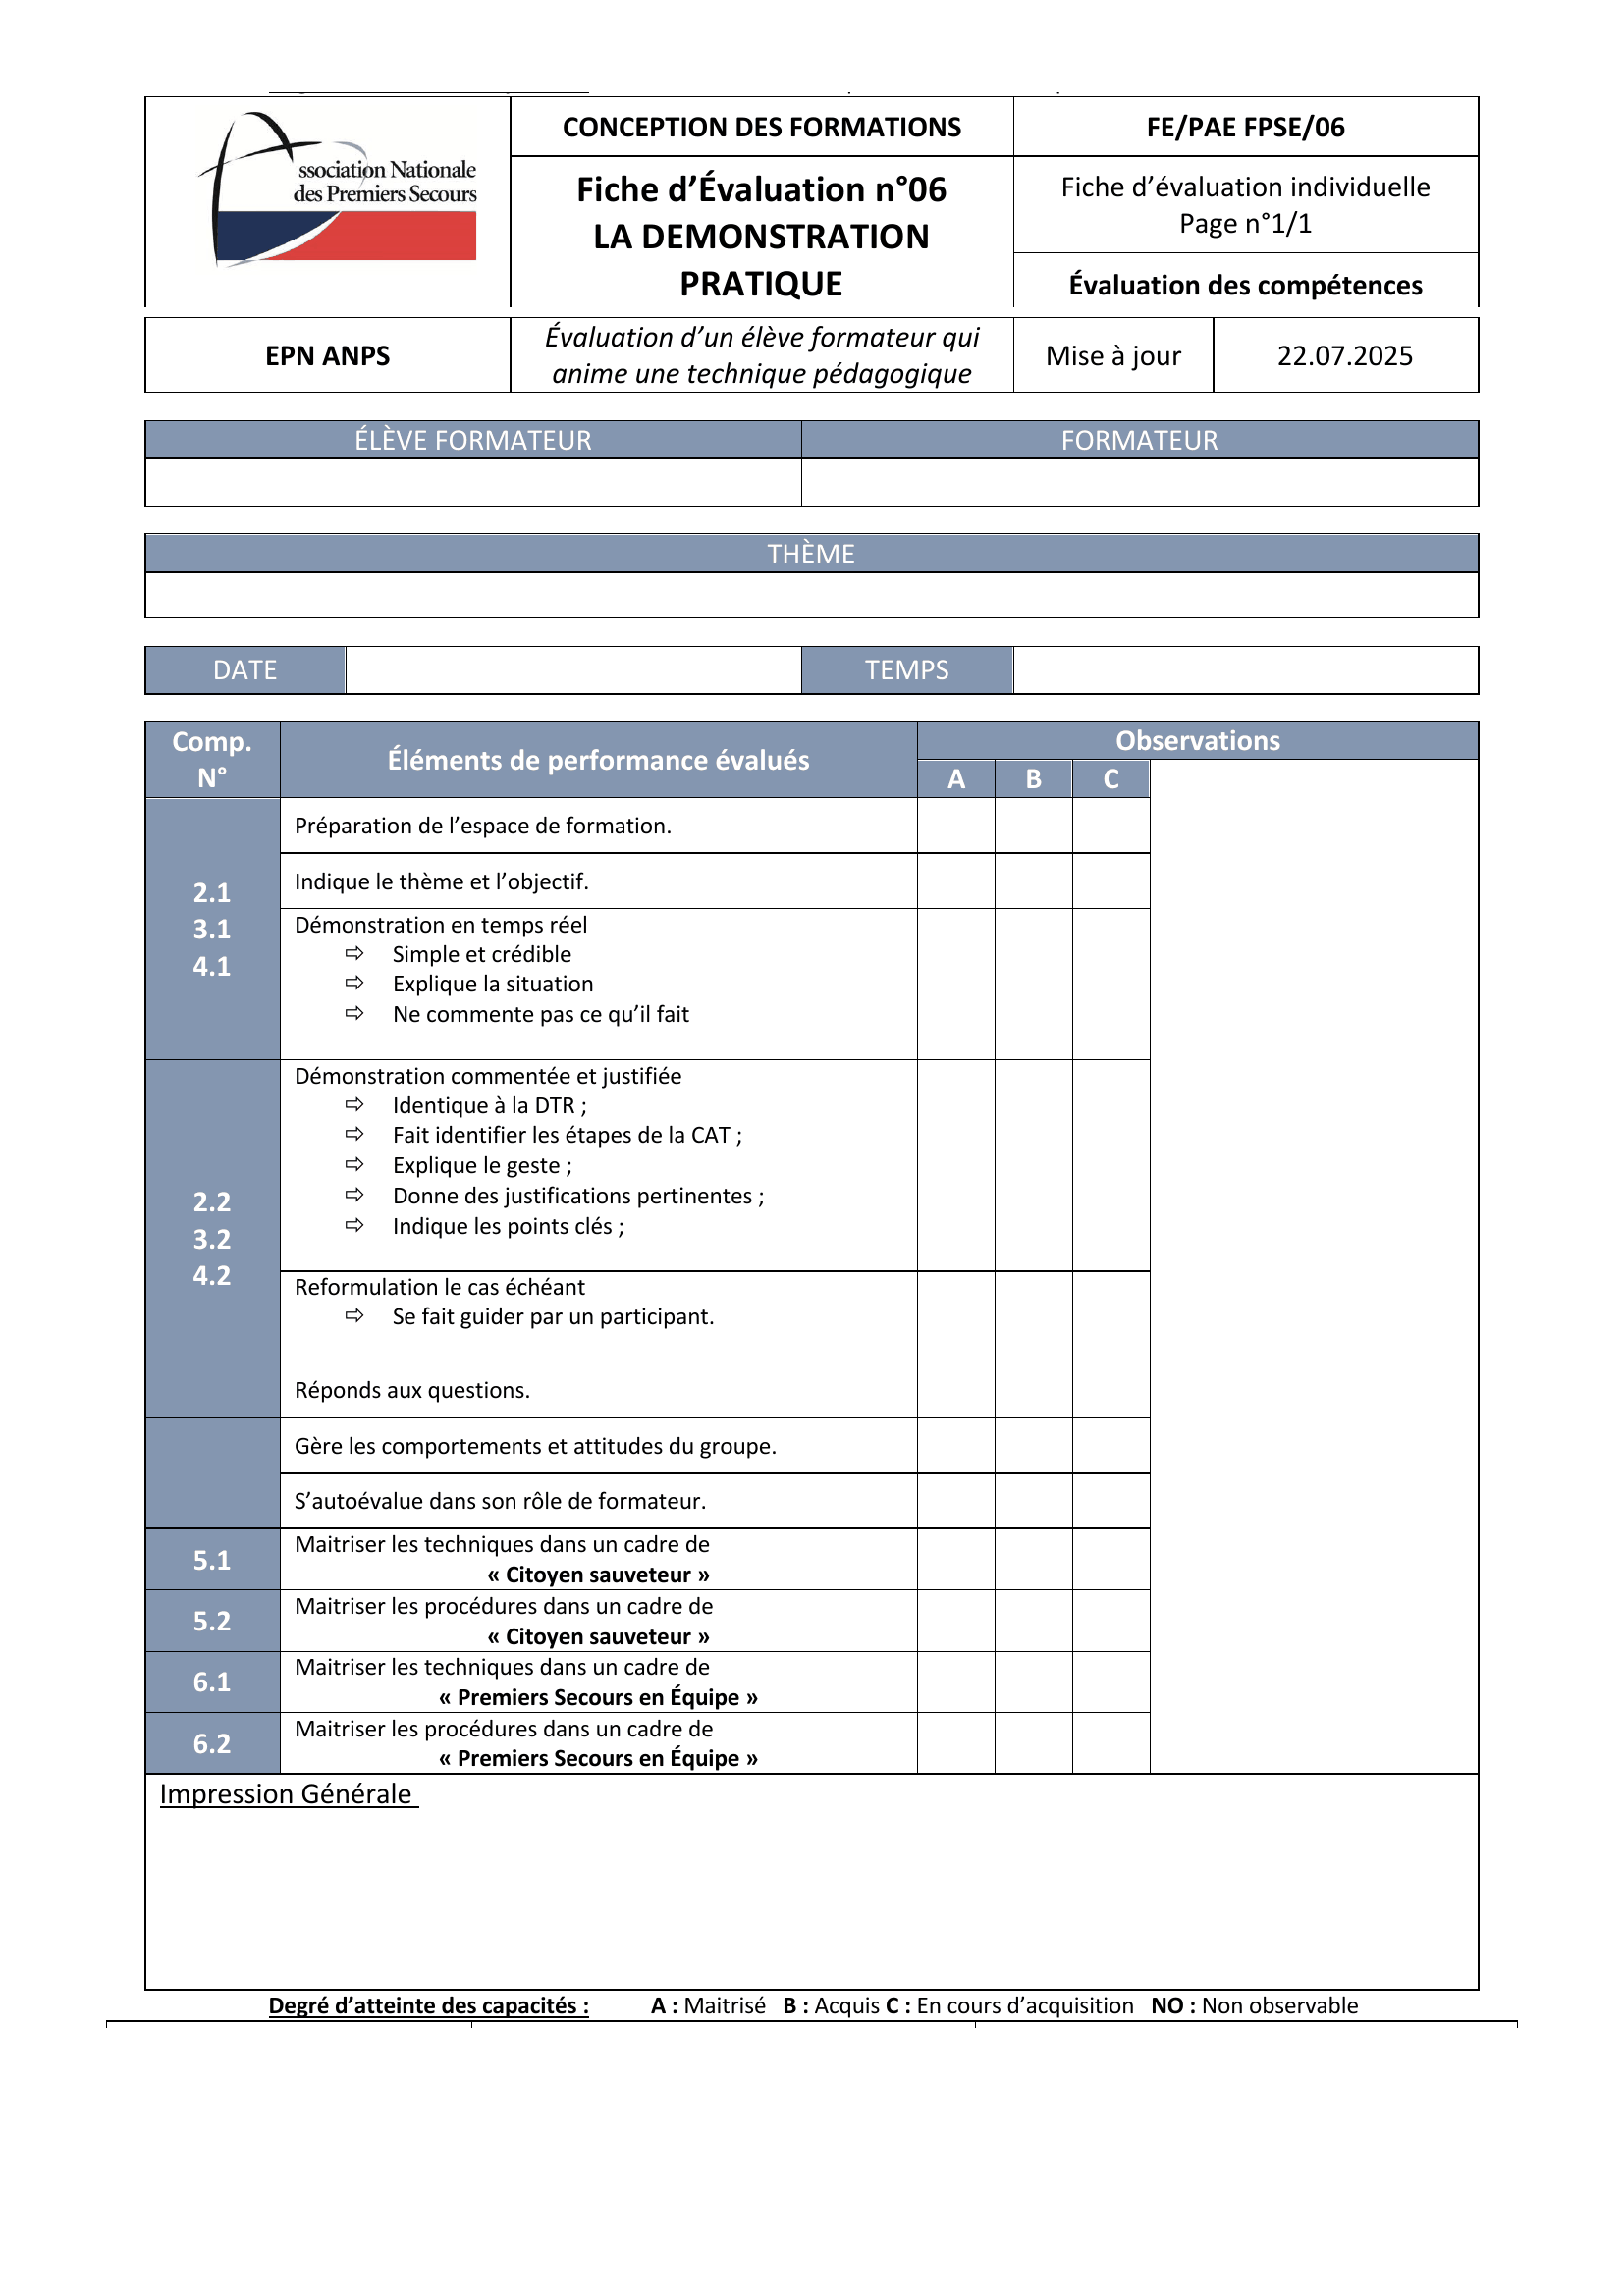 ssociation Nationale
des Premiers Secours
CONCEPTION DES FORMATIONS
FE/PAE FPSE/06
Fiche d’Évaluation n°06
LA DEMONSTRATION
PRATIQUE
Fiche d’évaluation individuelle
Page n°1/1
Évaluation des compétences
EPN ANPS
Évaluation d’un élève formateur qui
anime une technique pédagogique
Mise à jour
22.07.2025
ÉLÈVE FORMATEUR
FORMATEUR
THÈME
DATE
TEMPS
Comp.
N°
Éléments de performance évalués
Observations
A
B
C
2.1
3.1
4.1
Préparation de l’espace de formation.
Indique le thème et l’objectif.
Démonstration en temps réel
⇨ Simple et crédible
⇨ Explique la situation
⇨ Ne commente pas ce qu’il fait
2.2
3.2
4.2
Démonstration commentée et justifiée
⇨ Identique à la DTR ;
⇨ Fait identifier les étapes de la CAT ;
⇨ Explique le geste ;
⇨ Donne des justifications pertinentes ;
⇨ Indique les points clés ;
Reformulation le cas échéant
⇨ Se fait guider par un participant.
Réponds aux questions.
Gère les comportements et attitudes du groupe.
S’autoévalue dans son rôle de formateur.
5.1
Maitriser les techniques dans un cadre de
« Citoyen sauveteur »
5.2
Maitriser les procédures dans un cadre de
« Citoyen sauveteur »
6.1
Maitriser les techniques dans un cadre de
« Premiers Secours en Équipe »
6.2
Maitriser les procédures dans un cadre de
« Premiers Secours en Équipe »
Impression Générale
Degré d’atteinte des capacités : A : Maitrisé B : Acquis C : En cours d’acquisition NO : Non observable